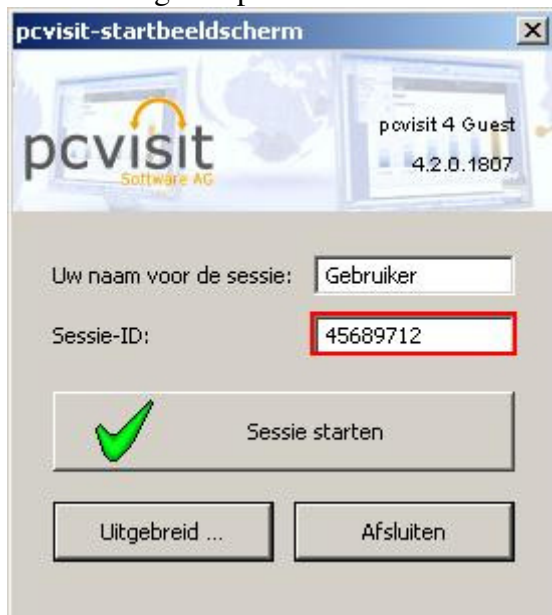 pcvisit-startbeeldscherm
pcvisit
Software AG
pcvisit 4 Guest
4.2.0.1807
Uw naam voor de sessie: Gebruiker
Sessie-ID: 45689712
Sessie starten
Uitgebreid ... Afsluiten